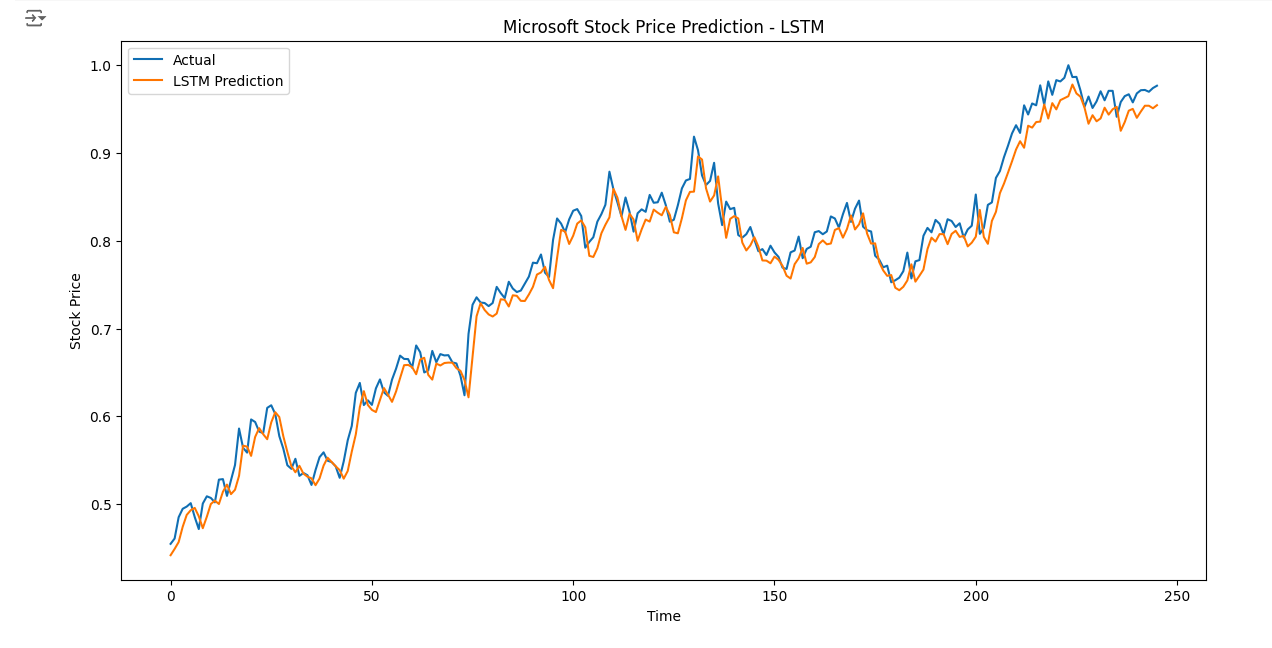 Microsoft Stock Price Prediction - LSTM
Actual
LSTM Prediction
Stock Price
1.0
0.9
0.8
0.7
0.6
0.5
0 50 100 150 200 250
Time